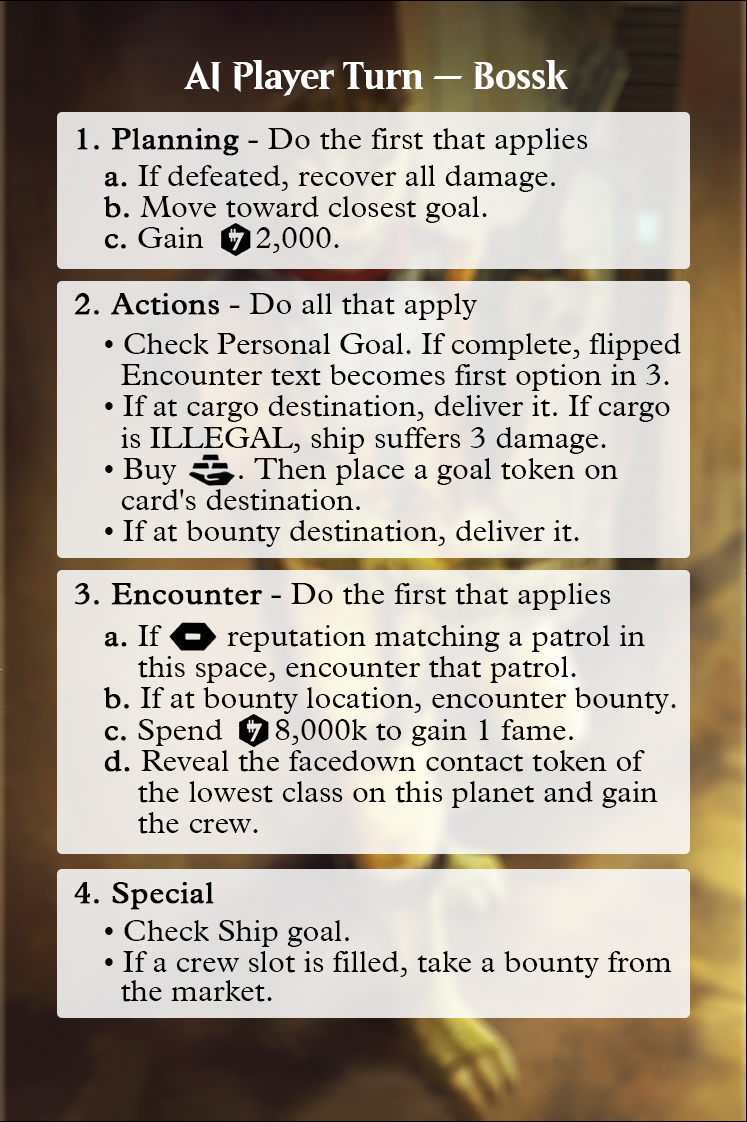 AI Player Turn — Bossk
1. Planning - Do the first that applies
a. If defeated, recover all damage.
b. Move toward closest goal.
c. Gain 2,000.
2. Actions - Do all that apply
• Check Personal Goal. If complete, flipped
Encounter text becomes first option in 3.
• If at cargo destination, deliver it. If cargo
is ILLEGAL, ship suffers 3 damage.
• Buy . Then place a goal token on
card's destination.
• If at bounty destination, deliver it.
3. Encounter - Do the first that applies
a. If reputation matching a patrol in
this space, encounter that patrol.
b. If at bounty location, encounter bounty.
c. Spend 8,000k to gain 1 fame.
d. Reveal the facedown contact token of
the lowest class on this planet and gain
the crew.
4. Special
• Check Ship goal.
• If a crew slot is filled, take a bounty from
the market.